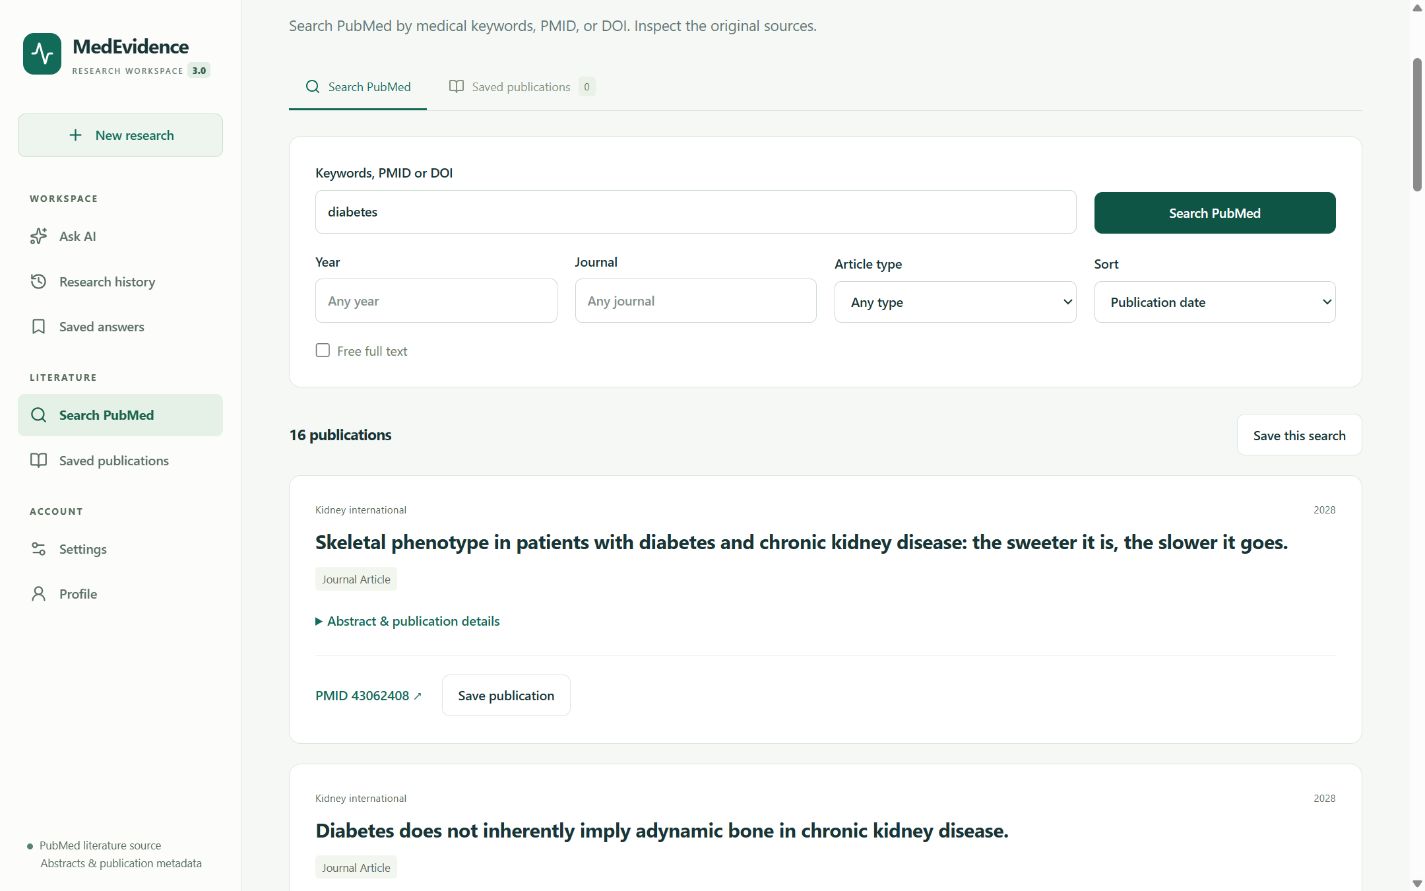 MedEvidence
RESEARCH WORKSPACE 3.0
+ New research
WORKSPACE
Ask AI
Research history
Saved answers
LITERATURE
Search PubMed
Saved publications
ACCOUNT
Settings
Profile
PubMed literature source
Abstracts & publication metadata
Search PubMed by medical keywords, PMID, or DOI. Inspect the original sources.
Search PubMed
Saved publications 0
Keywords, PMID or DOI
diabetes
Search PubMed
Year
Journal
Article type
Sort
Any year
Any journal
Any type
Publication date
Free full text
16 publications
Save this search
Kidney international
2028
Skeletal phenotype in patients with diabetes and chronic kidney disease: the sweeter it is, the slower it goes.
Journal Article
▶ Abstract & publication details
PMID 43062408 ↗
Save publication
Kidney international
2028
Diabetes does not inherently imply adynamic bone in chronic kidney disease.
Journal Article